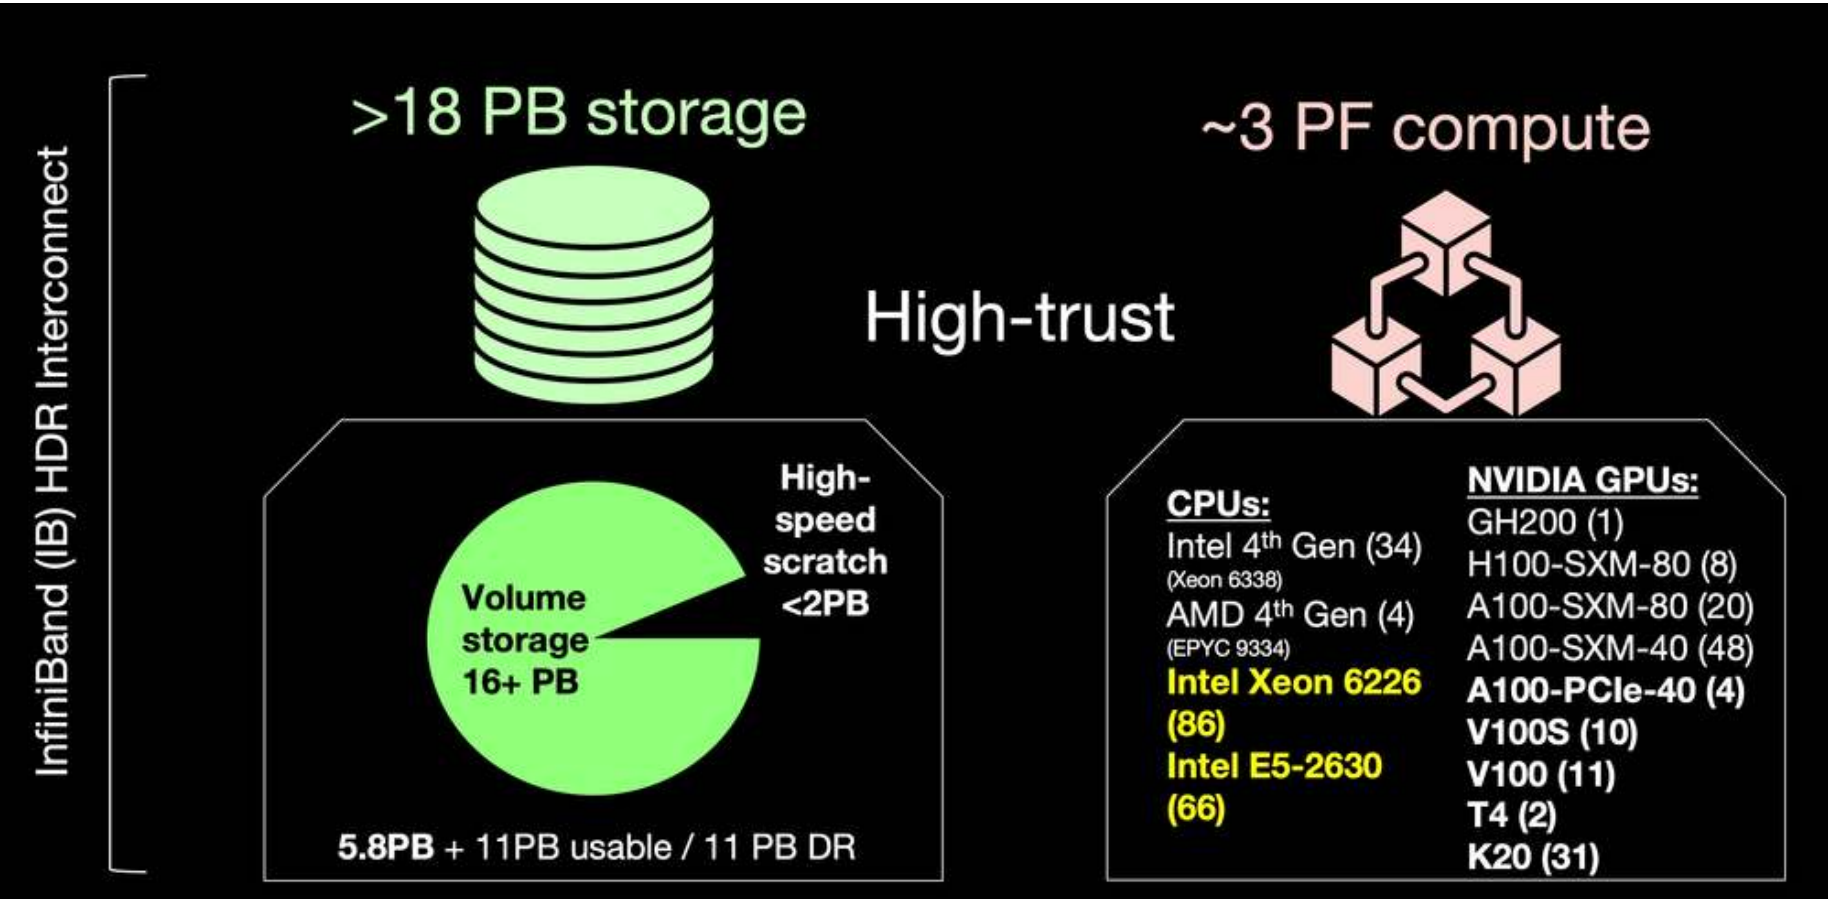 InfiniBand (IB) HDR Interconnect
>18 PB storage
~3 PF compute
High-trust
High-
speed
scratch
<2PB
Volume
storage
16+ PB
5.8PB + 11PB usable / 11 PB DR
CPUs:
Intel 4th Gen (34)
(Xeon 6338)
AMD 4th Gen (4)
(EPYC 9334)
Intel Xeon 6226
(86)
Intel E5-2630
(66)
NVIDIA GPUs:
GH200 (1)
H100-SXM-80 (8)
A100-SXM-80 (20)
A100-SXM-40 (48)
A100-PCIe-40 (4)
V100S (10)
V100 (11)
T4 (2)
K20 (31)